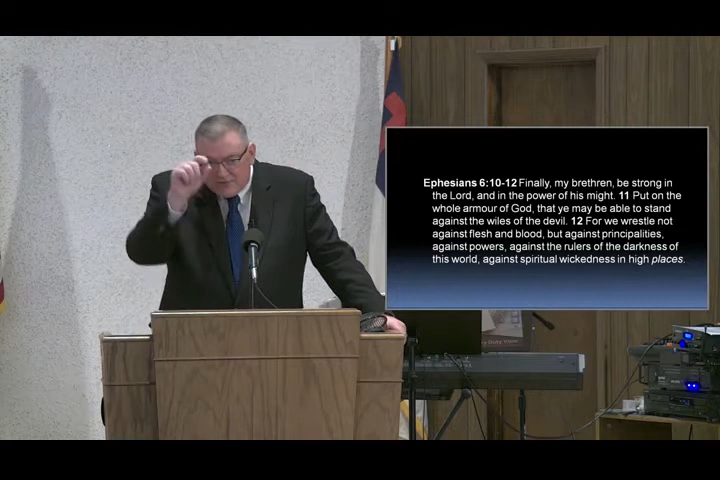 Ephesians 6:10-12 Finally, my brethren, be strong in
the Lord, and in the power of his might. 11 Put on the
whole armour of God, that ye may be able to stand
against the wiles of the devil. 12 For we wrestle not
against flesh and blood, but against principalities,
against powers, against the rulers of the darkness of
this world, against spiritual wickedness in high places.